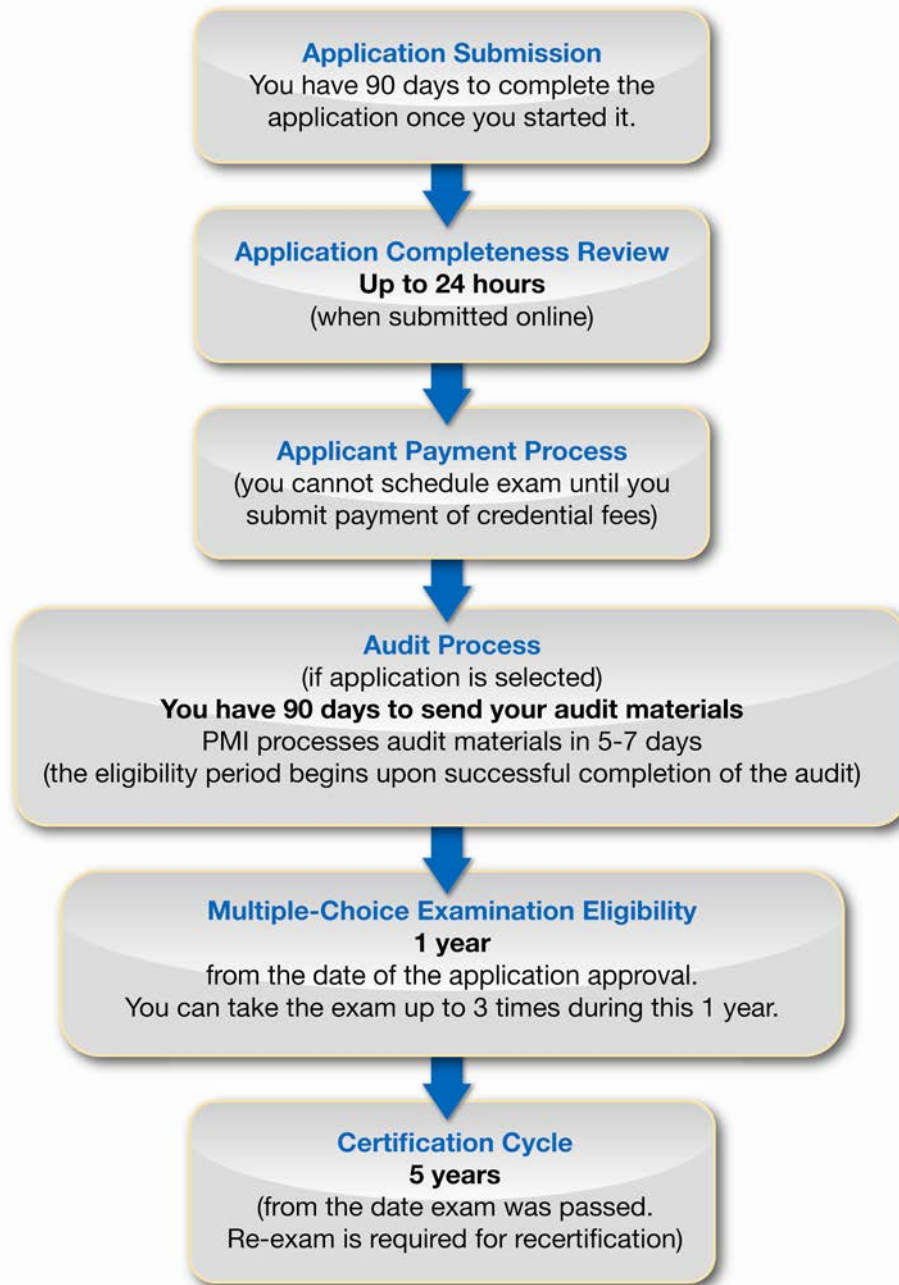 Application Submission
You have 90 days to complete the
application once you started it.
Application Completeness Review
Up to 24 hours
(when submitted online)
Applicant Payment Process
(you cannot schedule exam until you
submit payment of credential fees)
Audit Process
(if application is selected)
You have 90 days to send your audit materials
PMI processes audit materials in 5-7 days
(the eligibility period begins upon successful completion of the audit)
Multiple-Choice Examination Eligibility
1 year
from the date of the application approval.
You can take the exam up to 3 times during this 1 year.
Certification Cycle
5 years
(from the date exam was passed.
Re-exam is required for recertification)